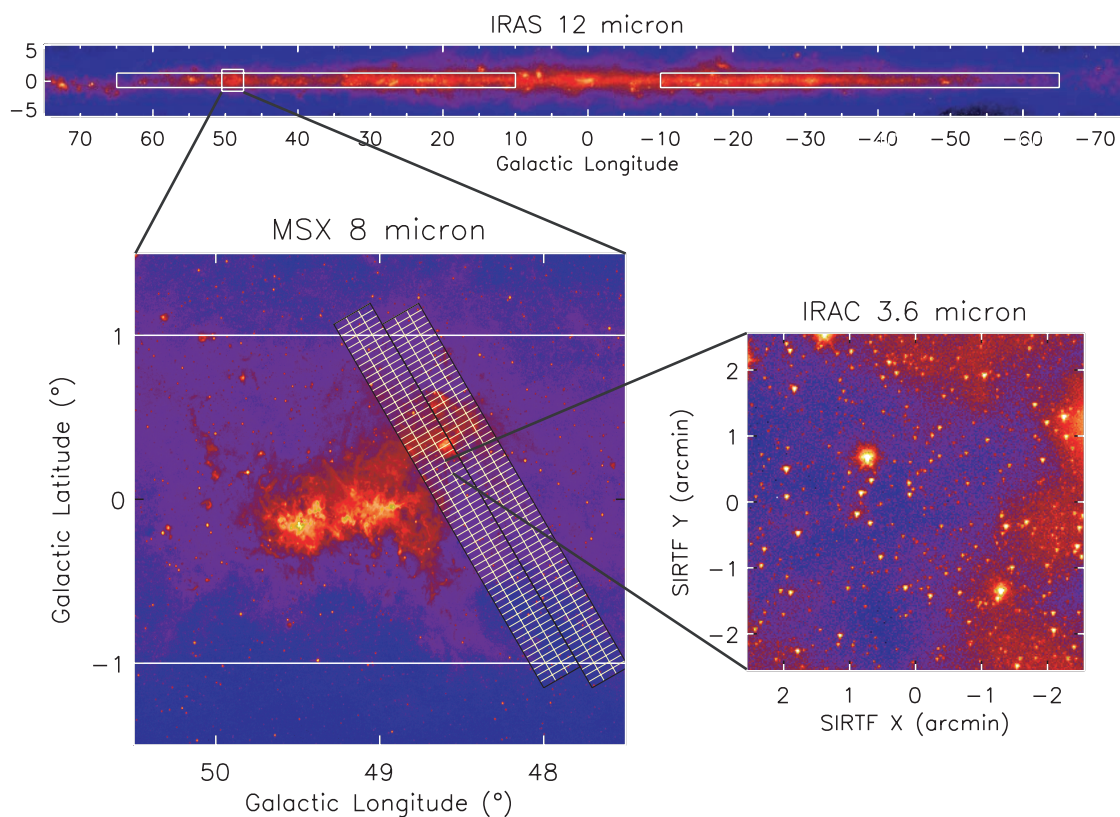 IRAS 12 micron
5
0
−5
70 60 50 40 30 20 10 0 −10 −20 −30 −40 −50 −60 −70
Galactic Longitude
MSX 8 micron
Galactic Latitude (°)
1
0
−1
50 49 48
Galactic Longitude (°)
IRAC 3.6 micron
SIRTF Y (arcmin)
2
1
0
−1
−2
2 1 0 −1 −2
SIRTF X (arcmin)